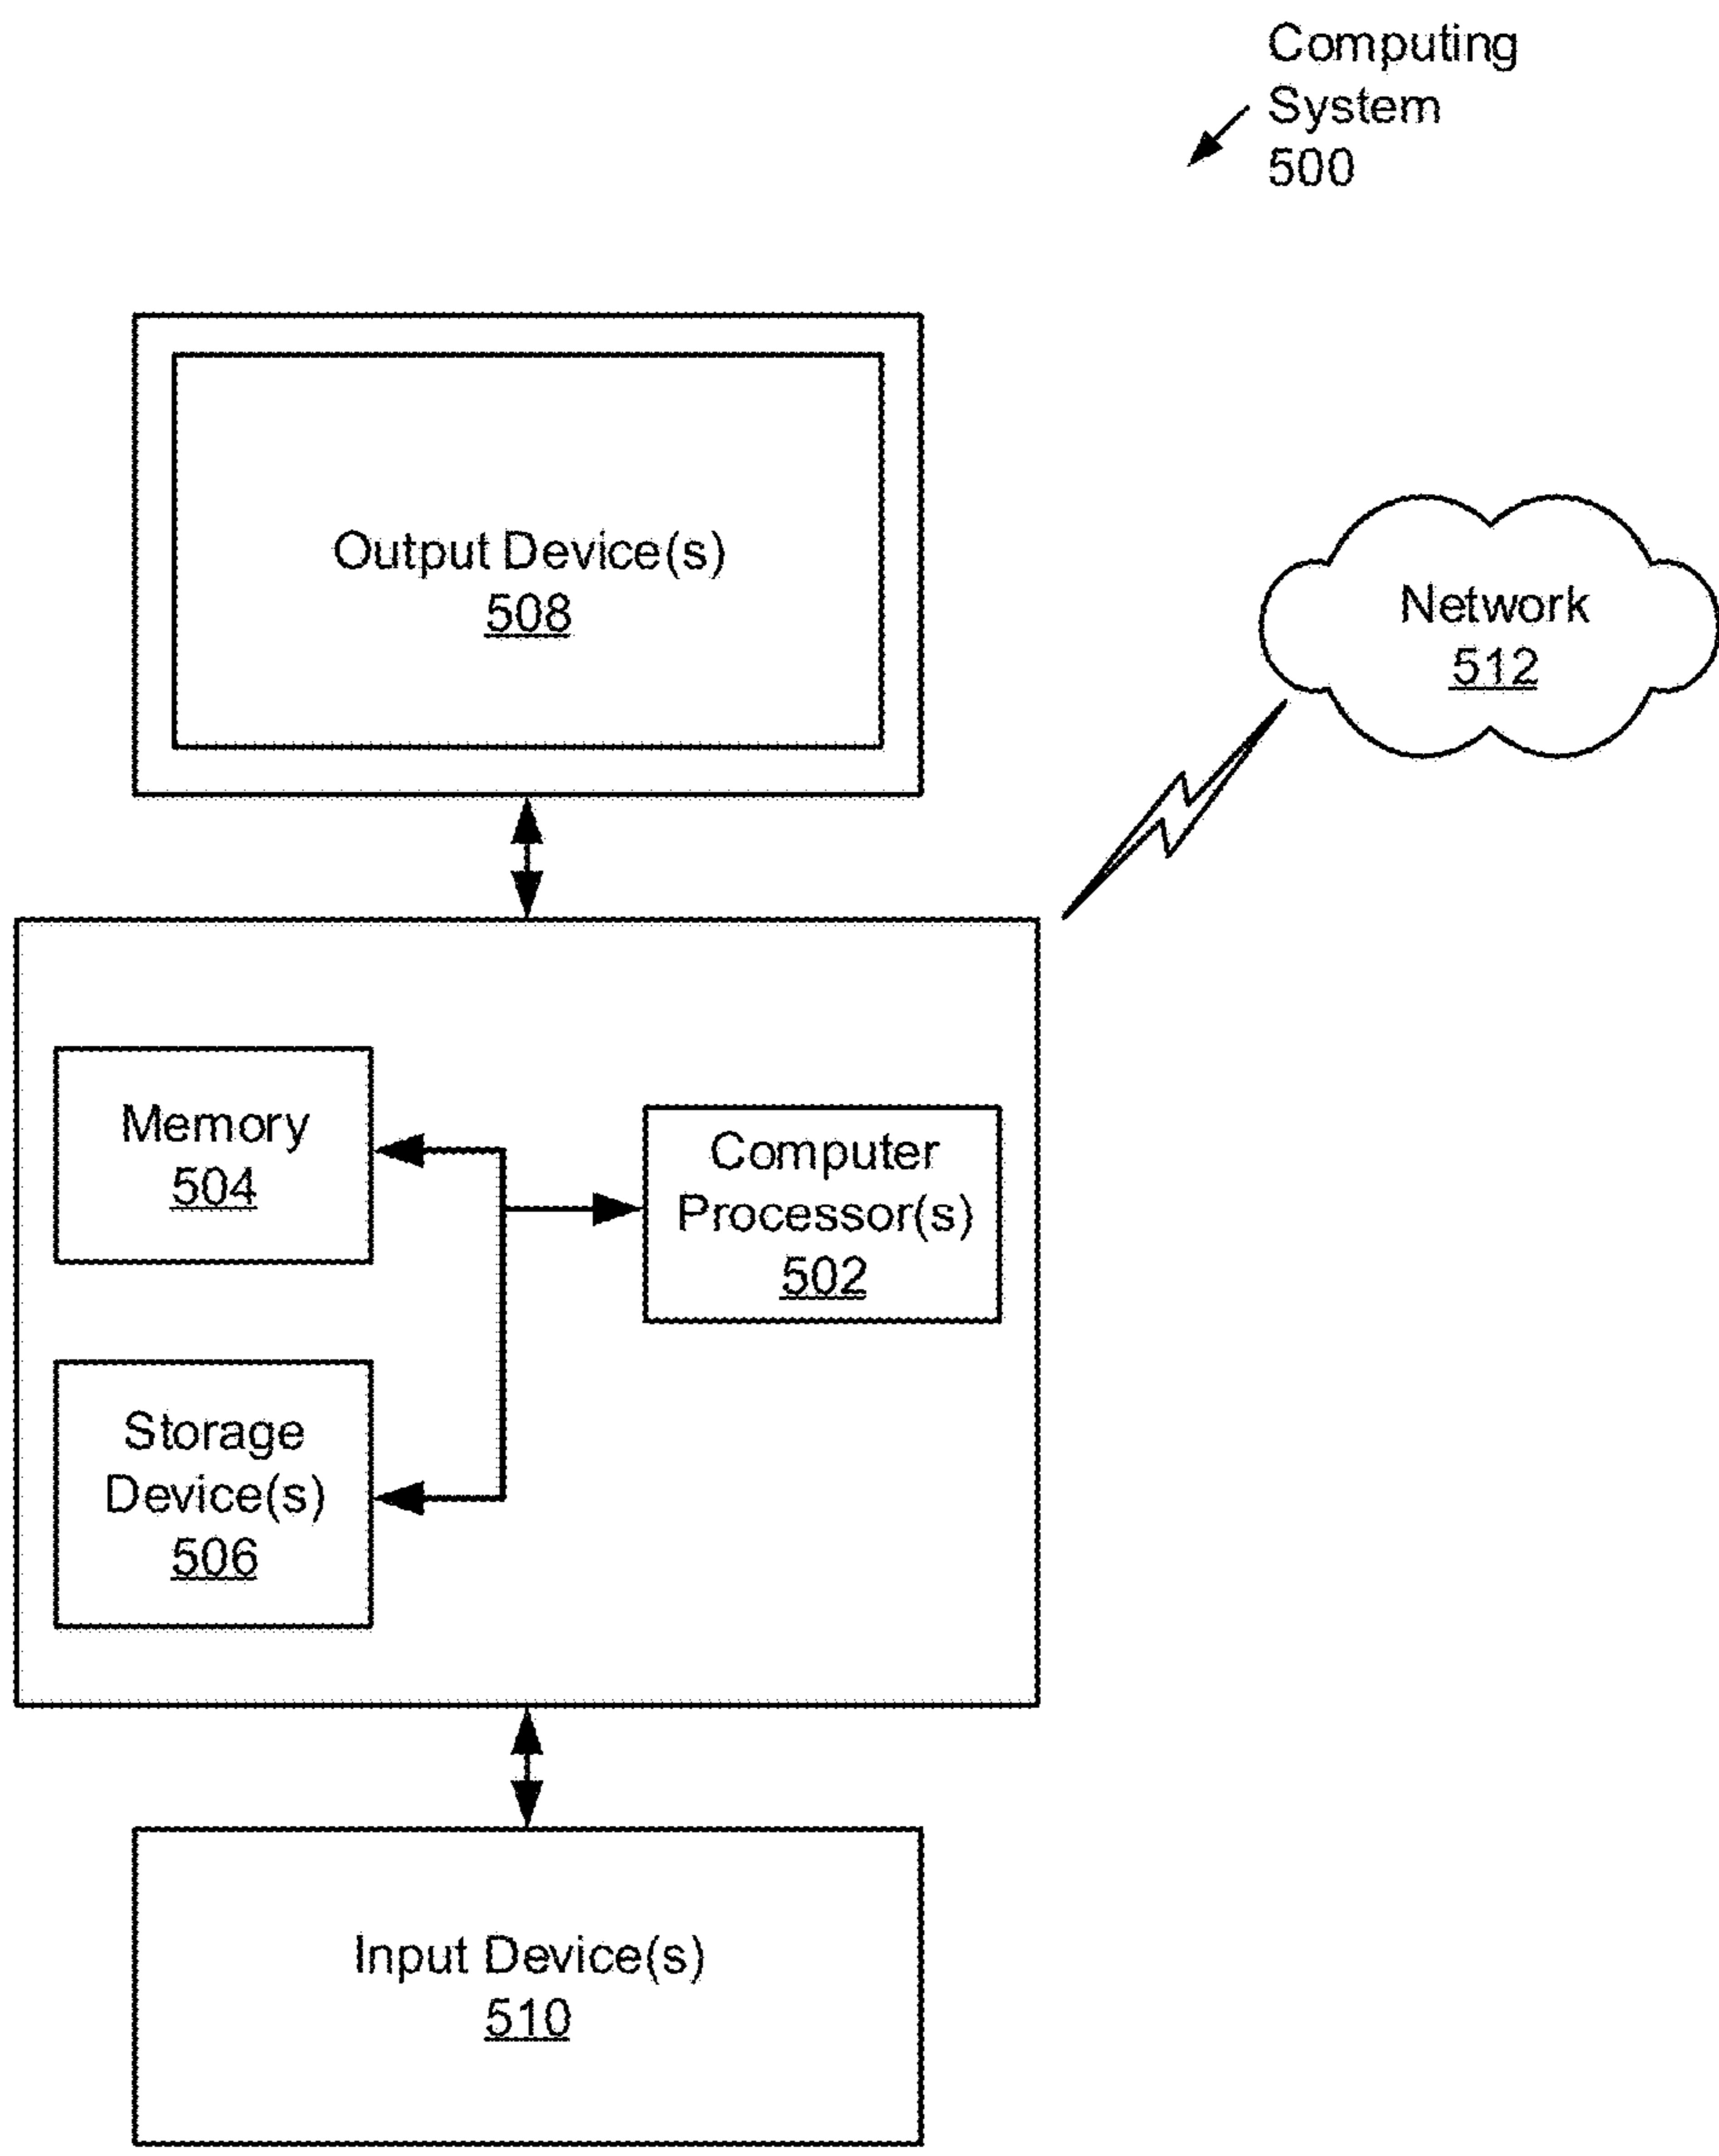 Computing
System
500
Output Device(s)
508
Network
512
Memory
504
Computer
Processor(s)
502
Storage
Device(s)
506
Input Device(s)
510